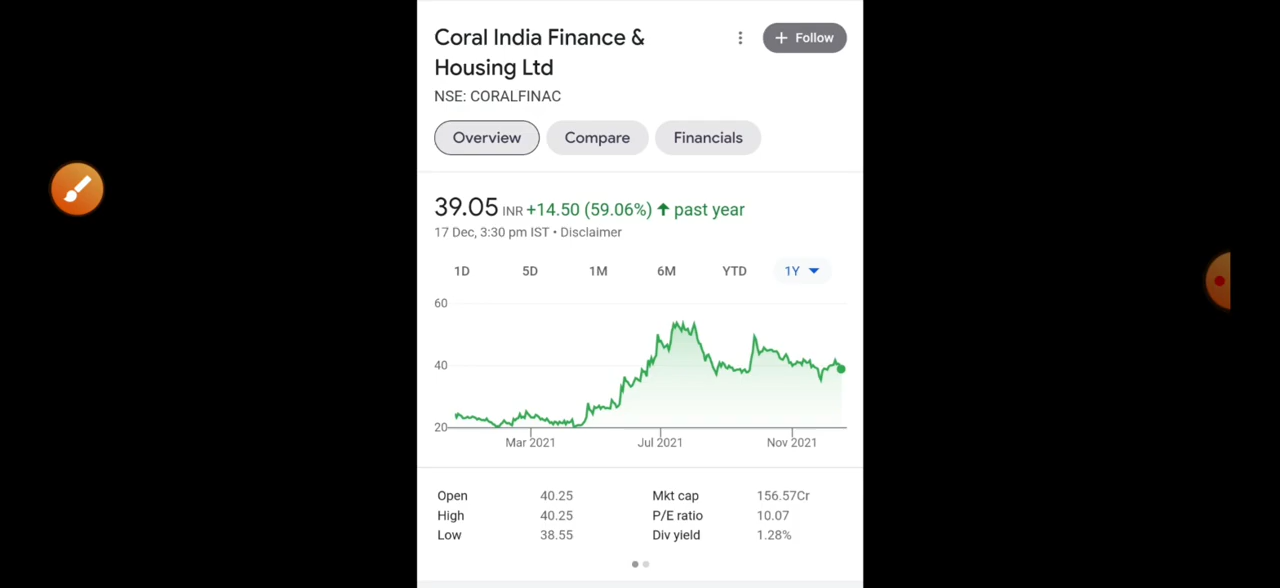 Coral India Finance &
Housing Ltd
+ Follow
NSE: CORALFINAC
Overview
Compare
Financials
39.05 INR +14.50 (59.06%) ↑ past year
17 Dec, 3:30 pm IST • Disclaimer
1D 5D 1M 6M YTD 1Y
60
40
20
Mar 2021 Jul 2021 Nov 2021
Open 40.25 Mkt cap 156.57Cr
High 40.25 P/E ratio 10.07
Low 38.55 Div yield 1.28%